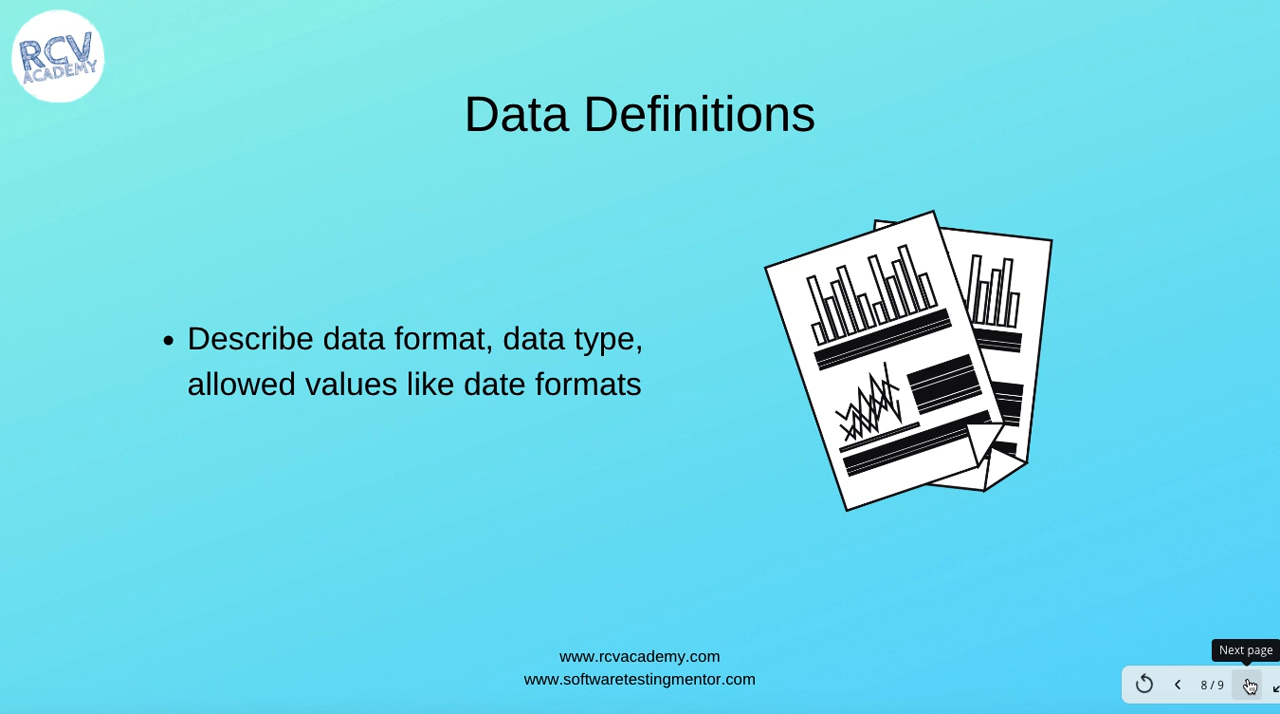 RCV
ACADEMY
Data Definitions
• Describe data format, data type,
allowed values like date formats
www.rcvacademy.com
www.softwaretestingmentor.com
Next page
8 / 9